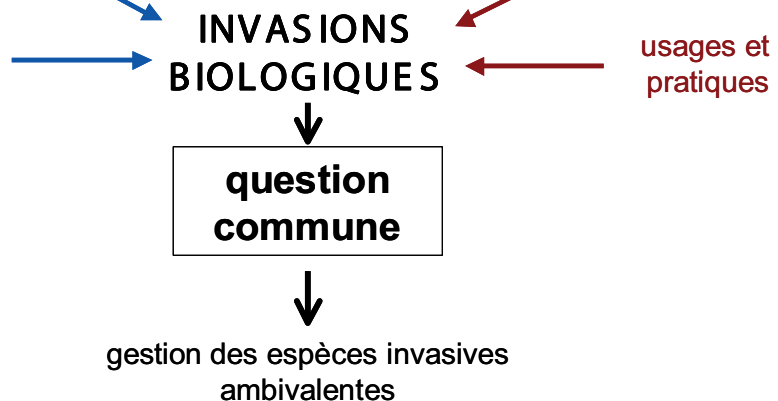 INVASIONS
BIOLOGIQUES
usages et
pratiques
question
commune
gestion des espèces invasives
ambivalentes